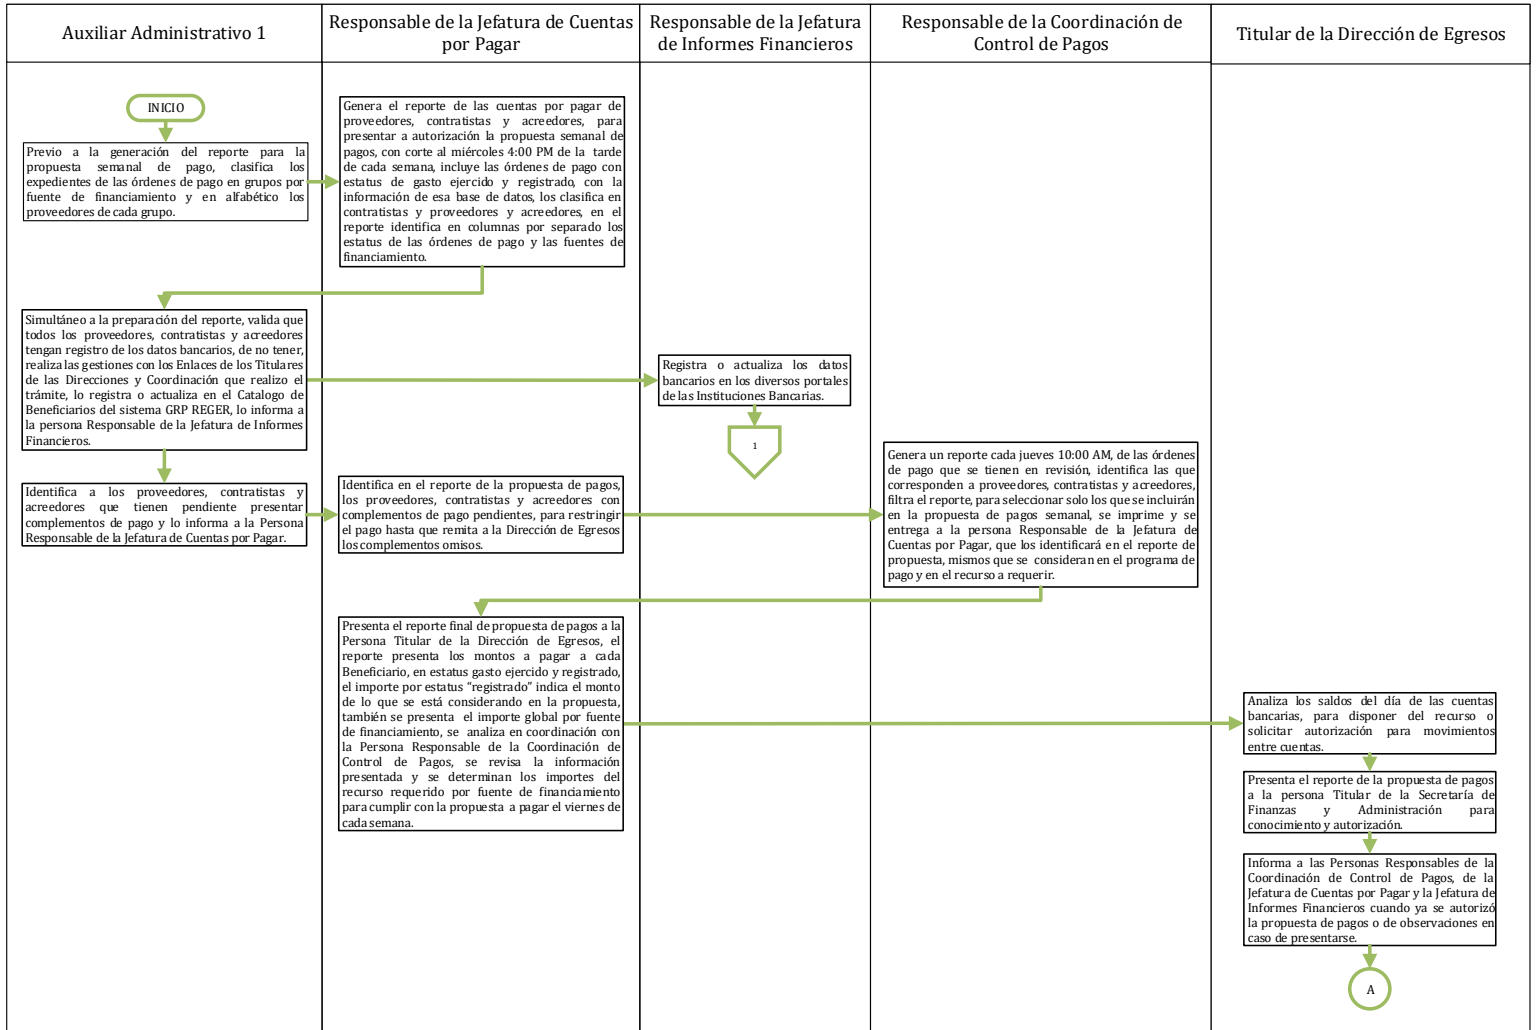 Auxiliar Administrativo 1
Responsable de la Jefatura de Cuentas
por Pagar
Responsable de la Jefatura
de Informes Financieros
Responsable de la Coordinación de
Control de Pagos
Titular de la Dirección de Egresos
INICIO
Previo a la generación del reporte para la
propuesta semanal de pago, clasifica los
expedientes de las órdenes de pago en grupos por
fuente de financiamiento y en alfabético los
proveedores de cada grupo.
Genera el reporte de las cuentas por pagar de
proveedores, contratistas y acreedores, para
presentar a autorización la propuesta semanal de
pagos, con corte al miércoles 4:00 PM de la tarde
de cada semana, incluye las órdenes de pago con
estatus de gasto ejercido y registrado, con la
información de esa base de datos, los clasifica en
contratistas y proveedores y acreedores, en el
reporte identifica en columnas por separado los
estatus de las órdenes de pago y las fuentes de
financiamiento.
Simultáneo a la preparación del reporte, valida que
todos los proveedores, contratistas y acreedores
tengan registro de los datos bancarios, de no tener,
realiza las gestiones con los Enlaces de los Titulares
de las Direcciones y Coordinación que realizo el
trámite, lo registra o actualiza en el Catalogo de
Beneficiarios del sistema GRP REGER, lo informa a
la persona Responsable de la Jefatura de Informes
Financieros.
Registra o actualiza los datos
bancarios en los diversos portales
de las Instituciones Bancarias.
1
Identifica a los proveedores, contratistas y
acreedores que tienen pendiente presentar
complementos de pago y lo informa a la Persona
Responsable de la Jefatura de Cuentas por Pagar.
Identifica en el reporte de la propuesta de pagos,
los proveedores, contratistas y acreedores con
complementos de pago pendientes, para restringir
el pago hasta que remita a la Dirección de Egresos
los complementos omisos.
Genera un reporte cada jueves 10:00 AM, de las órdenes
de pago que se tienen en revisión, identifica las que
corresponden a proveedores, contratistas y acreedores,
filtra el reporte, para seleccionar solo los que se incluirán
en la propuesta de pagos semanal, se imprime y se
entrega a la persona Responsable de la Jefatura de
Cuentas por Pagar, que los identificará en el reporte de
propuesta, mismos que se consideran en el programa de
pago y en el recurso a requerir.
Presenta el reporte final de propuesta de pagos a la
Persona Titular de la Dirección de Egresos, el
reporte presenta los montos a pagar a cada
Beneficiario, en estatus gasto ejercido y registrado,
el importe por estatus “registrado” indica el monto
de lo que se está considerando en la propuesta,
también se presenta el importe global por fuente
de financiamiento, se analiza en coordinación con
la Persona Responsable de la Coordinación de
Control de Pagos, se revisa la información
presentada y se determinan los importes del
recurso requerido por fuente de financiamiento
para cumplir con la propuesta a pagar el viernes de
cada semana.
Analiza los saldos del día de las cuentas
bancarias, para disponer del recurso o
solicitar autorización para movimientos
entre cuentas.
Presenta el reporte de la propuesta de pagos
a la persona Titular de la Secretaría de
Finanzas y Administración para
conocimiento y autorización.
Informa a las Personas Responsables de la
Coordinación de Control de Pagos, de la
Jefatura de Cuentas por Pagar y la Jefatura de
Informes Financieros cuando ya se autorizó
la propuesta de pagos o de observaciones en
caso de presentarse.
A